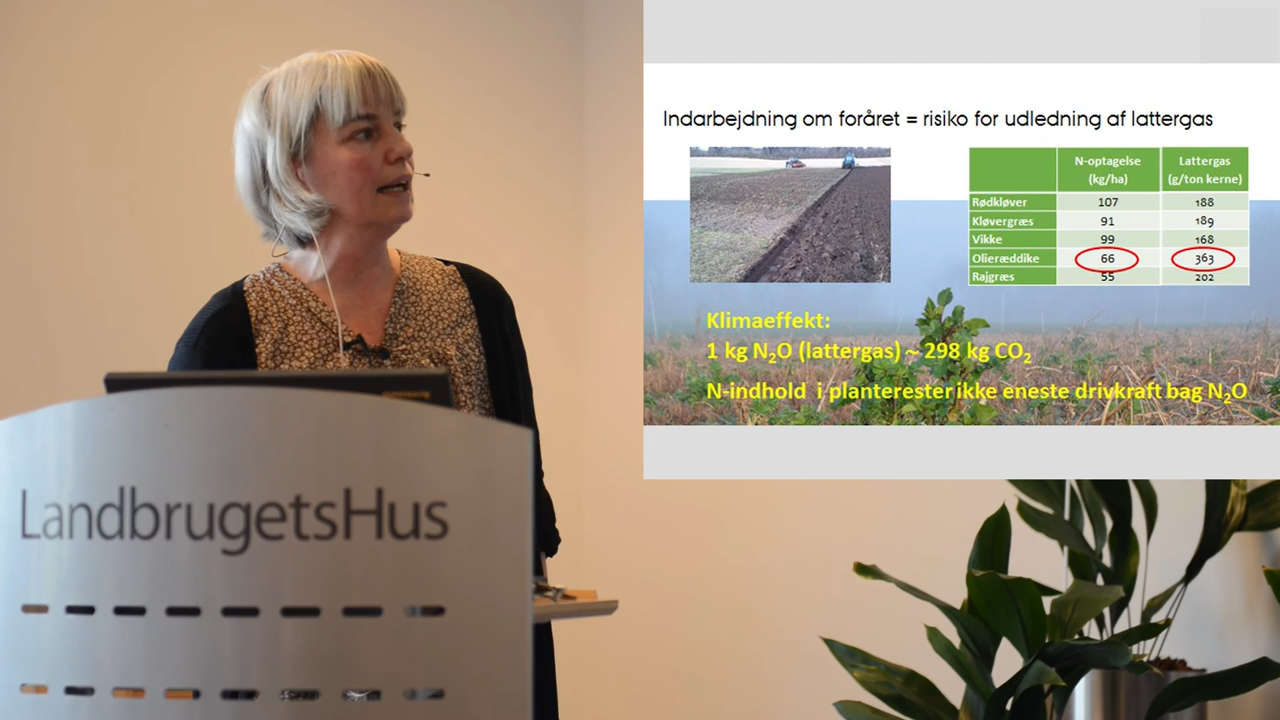 Indarbejdning om foråret = risiko for udledning af lattergas
N-optagelse (kg/ha) Lattergas (g/ton kerne)
Rødkløver 107 188
Kløvergræs 91 189
Vikke 99 168
Olieræddike 66 363
Rajgræs 55 202
Klimaeffekt:
1 kg N₂O (lattergas) ~ 298 kg CO₂
N-indhold i planterester ikke eneste drivkraft bag N₂O
LandbrugetsHus